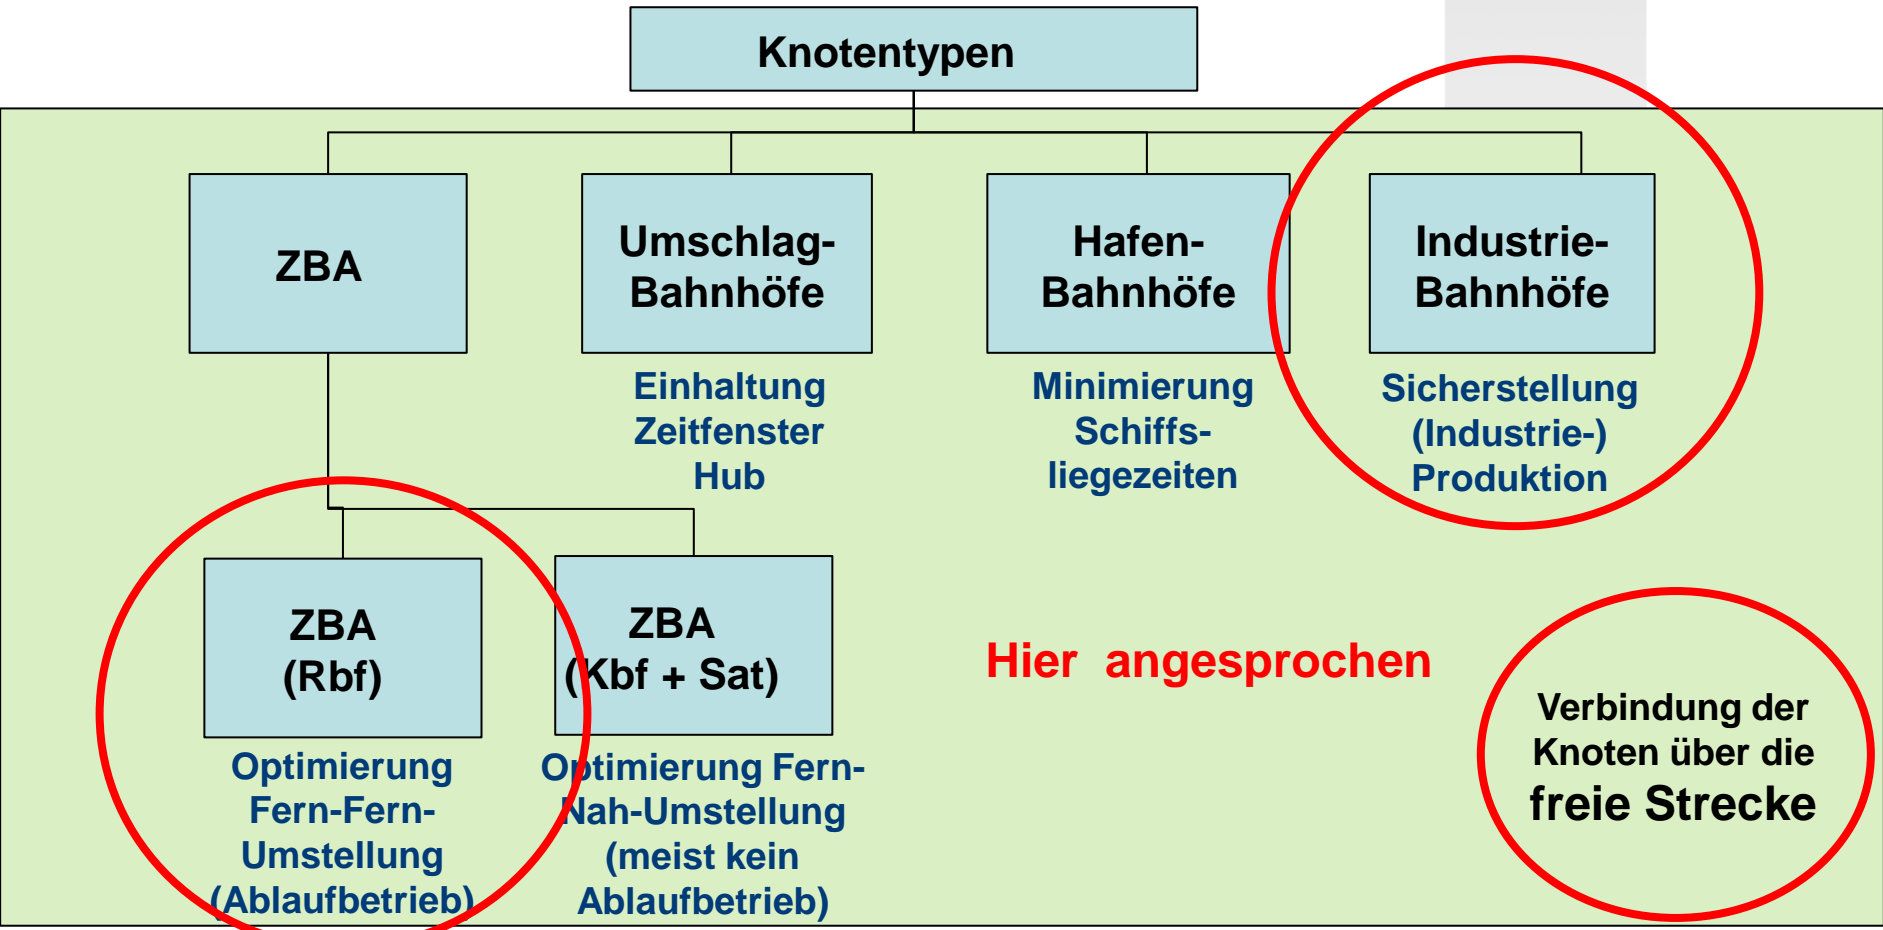 Knotentypen
ZBA
Umschlag-
Bahnhöfe
Hafen-
Bahnhöfe
Industrie-
Bahnhöfe
Einhaltung
Zeitfenster
Hub
Minimierung
Schiffs-
liegezeiten
Sicherstellung
(Industrie-)
Produktion
ZBA
(Rbf)
ZBA
(Kbf + Sat)
Optimierung
Fern-Fern-
Umstellung
(Ablaufbetrieb)
Optimierung Fern-
Nah-Umstellung
(meist kein
Ablaufbetrieb)
Hier angesprochen
Verbindung der
Knoten über die
freie Strecke